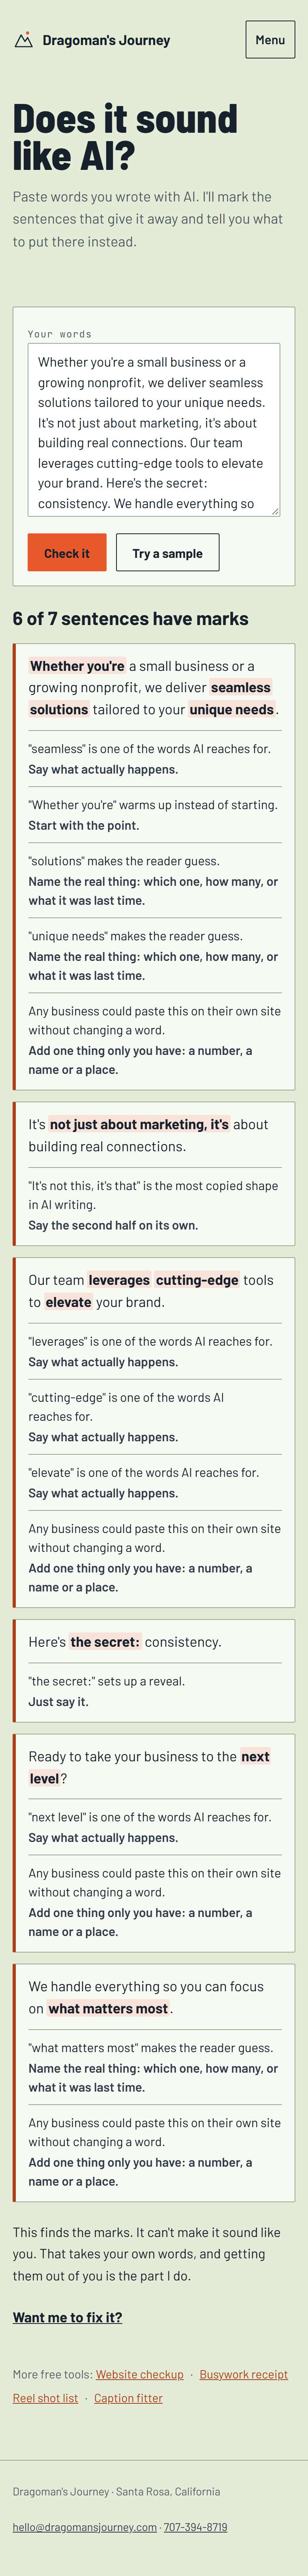 Dragoman's Journey
Menu
Does it sound
like AI?
Paste words you wrote with AI. I'll mark the
sentences that give it away and tell you what
to put there instead.
Your words
Whether you're a small business or a
growing nonprofit, we deliver seamless
solutions tailored to your unique needs.
It's not just about marketing, it's about
building real connections. Our team
leverages cutting-edge tools to elevate
your brand. Here's the secret:
consistency. We handle everything so
Check it
Try a sample
6 of 7 sentences have marks
Whether you're a small business or a
growing nonprofit, we deliver seamless
solutions tailored to your unique needs.
"seamless" is one of the words AI reaches for.
Say what actually happens.
"Whether you're" warms up instead of starting.
Start with the point.
"solutions" makes the reader guess.
Name the real thing: which one, how many, or
what it was last time.
"unique needs" makes the reader guess.
Name the real thing: which one, how many, or
what it was last time.
Any business could paste this on their own site
without changing a word.
Add one thing only you have: a number, a
name or a place.
It's not just about marketing, it's about
building real connections.
"It's not this, it's that" is the most copied shape
in AI writing.
Say the second half on its own.
Our team leverages cutting-edge tools
to elevate your brand.
"leverages" is one of the words AI reaches for.
Say what actually happens.
"cutting-edge" is one of the words AI
reaches for.
Say what actually happens.
"elevate" is one of the words AI reaches for.
Say what actually happens.
Any business could paste this on their own site
without changing a word.
Add one thing only you have: a number, a
name or a place.
Here's the secret: consistency.
"the secret:" sets up a reveal.
Just say it.
Ready to take your business to the next
level?
"next level" is one of the words AI reaches for.
Say what actually happens.
Any business could paste this on their own site
without changing a word.
Add one thing only you have: a number, a
name or a place.
We handle everything so you can focus
on what matters most.
"what matters most" makes the reader guess.
Name the real thing: which one, how many, or
what it was last time.
Any business could paste this on their own site
without changing a word.
Add one thing only you have: a number, a
name or a place.
This finds the marks. It can't make it sound like
you. That takes your own words, and getting
them out of you is the part I do.
Want me to fix it?
More free tools: Website checkup · Busywork receipt
Reel shot list · Caption fitter
Dragoman's Journey · Santa Rosa, California
hello@dragomansjourney.com · 707-394-8719